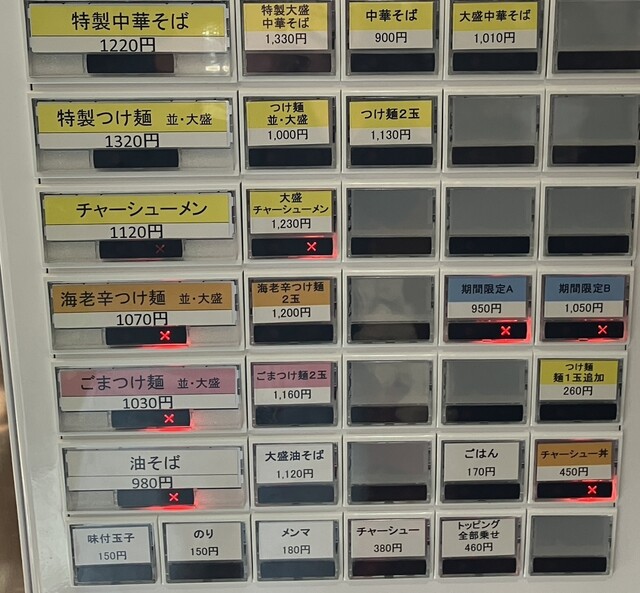 特製中華そば
1220円
特製大盛
中華そば
1,330円
中華そば
900円
大盛中華そば
1,010円
特製つけ麺 並・大盛
1320円
つけ麺
並・大盛
1,000円
つけ麺2玉
1,130円
チャーシューメン
1120円
大盛
チャーシューメン
1,230円
海老辛つけ麺 並・大盛
1070円
海老辛つけ麺
2玉
1,200円
期間限定A
950円
期間限定B
1,050円
ごまつけ麺 並・大盛
1030円
ごまつけ麺2玉
1,160円
つけ麺
麺1玉追加
260円
油そば
980円
大盛油そば
1,120円
ごはん
170円
チャーシュー丼
450円
味付玉子
150円
のり
150円
メンマ
180円
チャーシュー
380円
トッピング
全部乗せ
460円